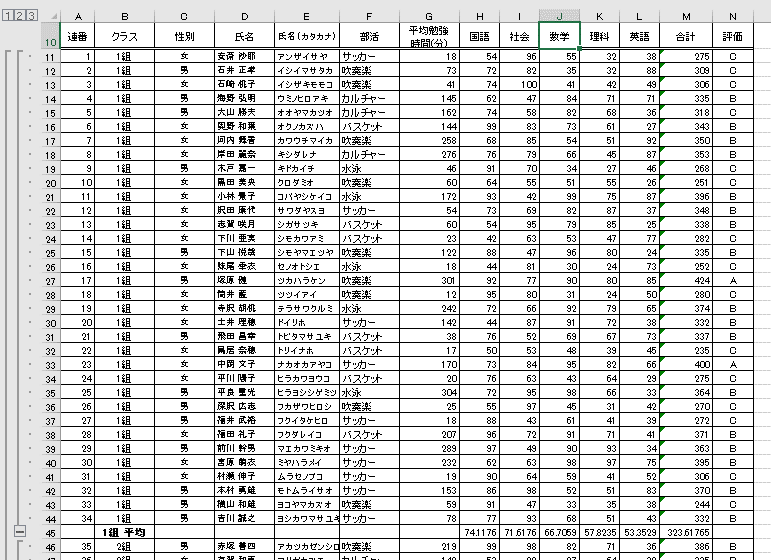 1 2 3 A B C D E F G H I J K L M N
10 連番 クラス 性別 氏名 氏名(カタカナ) 部活 平均勉強時間(分) 国語 社会 数学 理科 英語 合計 評価
11 1 1組 女 安斎 沙耶 アンザイサヤ サッカー 18 54 96 55 32 38 275 C
12 2 1組 男 石井 正孝 イシイマサタカ 吹奏楽 73 72 82 35 32 88 309 C
13 3 1組 女 石崎 桃子 イシザキモモコ 吹奏楽 41 74 100 41 42 49 306 C
14 4 1組 男 海野 弘明 ウミノヒロアキ カルチャー 145 62 47 84 71 71 335 B
15 5 1組 男 大山 勝夫 オオヤマカツオ カルチャー 162 74 58 82 68 36 318 C
16 6 1組 女 奥野 和葉 オクノカズハ バスケット 144 99 83 73 61 27 343 B
17 7 1組 女 河内 舞香 カワウチマイカ 吹奏楽 258 68 85 54 51 92 350 B
18 8 1組 女 岸田 麗奈 キシダレナ カルチャー 276 76 79 66 45 87 353 B
19 9 1組 男 木戸 嘉一 キドカイチ 水泳 46 91 70 34 27 46 268 C
20 10 1組 女 黒田 美央 クロダミオ 吹奏楽 60 64 55 51 55 26 251 C
21 11 1組 女 小林 景子 コバヤシケイコ 水泳 172 93 42 99 75 87 396 B
22 12 1組 男 沢田 康代 サワダヤスヨ サッカー 54 73 69 82 87 37 348 B
23 13 1組 女 志賀 咲月 シガサツキ バスケット 60 54 95 79 85 25 338 B
24 14 1組 女 下川 亜実 シモカワアミ バスケット 23 42 63 53 47 77 282 C
25 15 1組 男 下山 悦哉 シモヤマエツヤ 吹奏楽 122 88 47 96 80 24 335 B
26 16 1組 女 妹尾 季衣 セノオトシエ 水泳 18 44 81 30 24 73 252 C
27 17 1組 男 塚原 健 ツカハラケン 吹奏楽 301 92 77 90 80 85 424 A
28 18 1組 女 筒井 藍 ツツイアイ 吹奏楽 12 95 80 31 24 50 280 C
29 19 1組 女 寺沢 胡桃 テラサワクルミ 水泳 242 72 66 92 79 65 374 B
30 20 1組 女 土井 理穂 ドイリホ サッカー 142 44 87 91 72 38 332 B
31 21 1組 男 飛田 昌幸 トビタマサユキ バスケット 38 76 52 69 67 73 337 B
32 22 1組 女 鳥居 奈穂 トリイナホ バスケット 17 50 53 48 39 45 235 C
33 23 1組 女 中岡 文子 ナカオカアヤコ サッカー 170 73 84 95 82 66 400 A
34 24 1組 女 平川 陽子 ヒラカワヨウコ バスケット 20 76 63 43 64 29 275 C
35 25 1組 男 平良 重光 ヒラヨシシゲミツ 水泳 304 72 95 98 66 33 364 B
36 26 1組 男 深沢 広志 フカザワヒロシ 吹奏楽 25 55 97 45 31 42 270 C
37 27 1組 男 福井 武裕 フクイタケヒロ サッカー 18 88 43 61 41 39 272 C
38 28 1組 女 福田 礼子 フクダレイコ バスケット 207 96 72 91 71 41 371 B
39 29 1組 男 前川 幹男 マエカワミキオ サッカー 289 97 49 90 93 34 363 B
40 30 1組 女 宮原 萌衣 ミヤハラメイ サッカー 232 62 63 98 97 75 395 B
41 31 1組 女 村瀬 伸子 ムラセノブコ サッカー 19 90 64 59 41 52 306 C
42 32 1組 男 本村 勇雄 モトムライサオ サッカー 153 86 98 52 51 83 370 B
43 33 1組 男 横山 和雄 ヨコヤマカズオ 吹奏楽 59 91 47 33 35 38 244 C
44 34 1組 男 吉川 誠之 ヨシカワマサユキ サッカー 78 77 93 68 51 43 332 B
45 1組 平均 74.1176 71.6176 66.7059 57.8235 53.3529 323.61765
46 35 2組 男 赤塚 善四 アカツカゼンシロ 吹奏楽 219 99 98 82 71 36 386 B